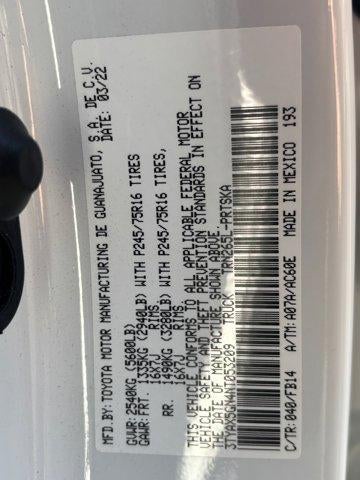 MFD.BY: TOYOTA MOTOR MANUFACTURING DE GUANAJUATO, S.A. DE C.V.
DATE: 03/22
GVWR:2540KG (5600LB)
GAWR:FRT. 1335KG (2940LB) WITH P245/75R16 TIRES
16X7J RIMS
RR. 1490KG (3280LB) WITH P245/75R16 TIRES
16X7J RIMS
THIS VEHICLE CONFORMS TO ALL APPLICABLE FEDERAL MOTOR
VEHICLE SAFETY AND THEFT PREVENTION STANDARDS IN EFFECT ON
THE DATE OF MANUFACTURE SHOWN ABOVE.
3TYAX5GN4NT053209 TRUCK TRN265L-PRTSKA
C/TR: 040/FB14 A/TM: A07A/AC60E MADE IN MEXICO 193